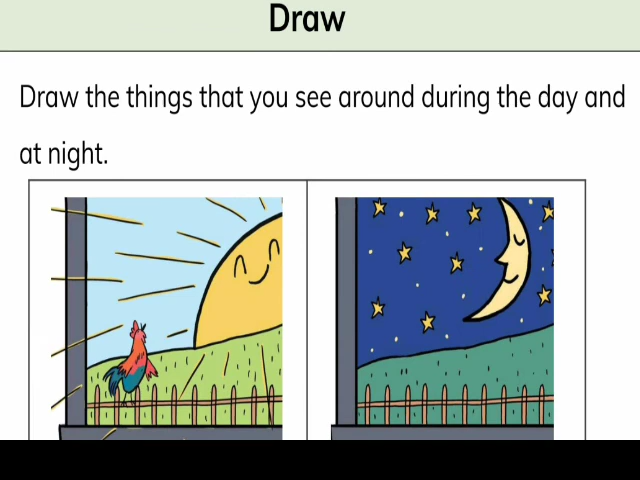 Draw
Draw the things that you see around during the day and
at night.